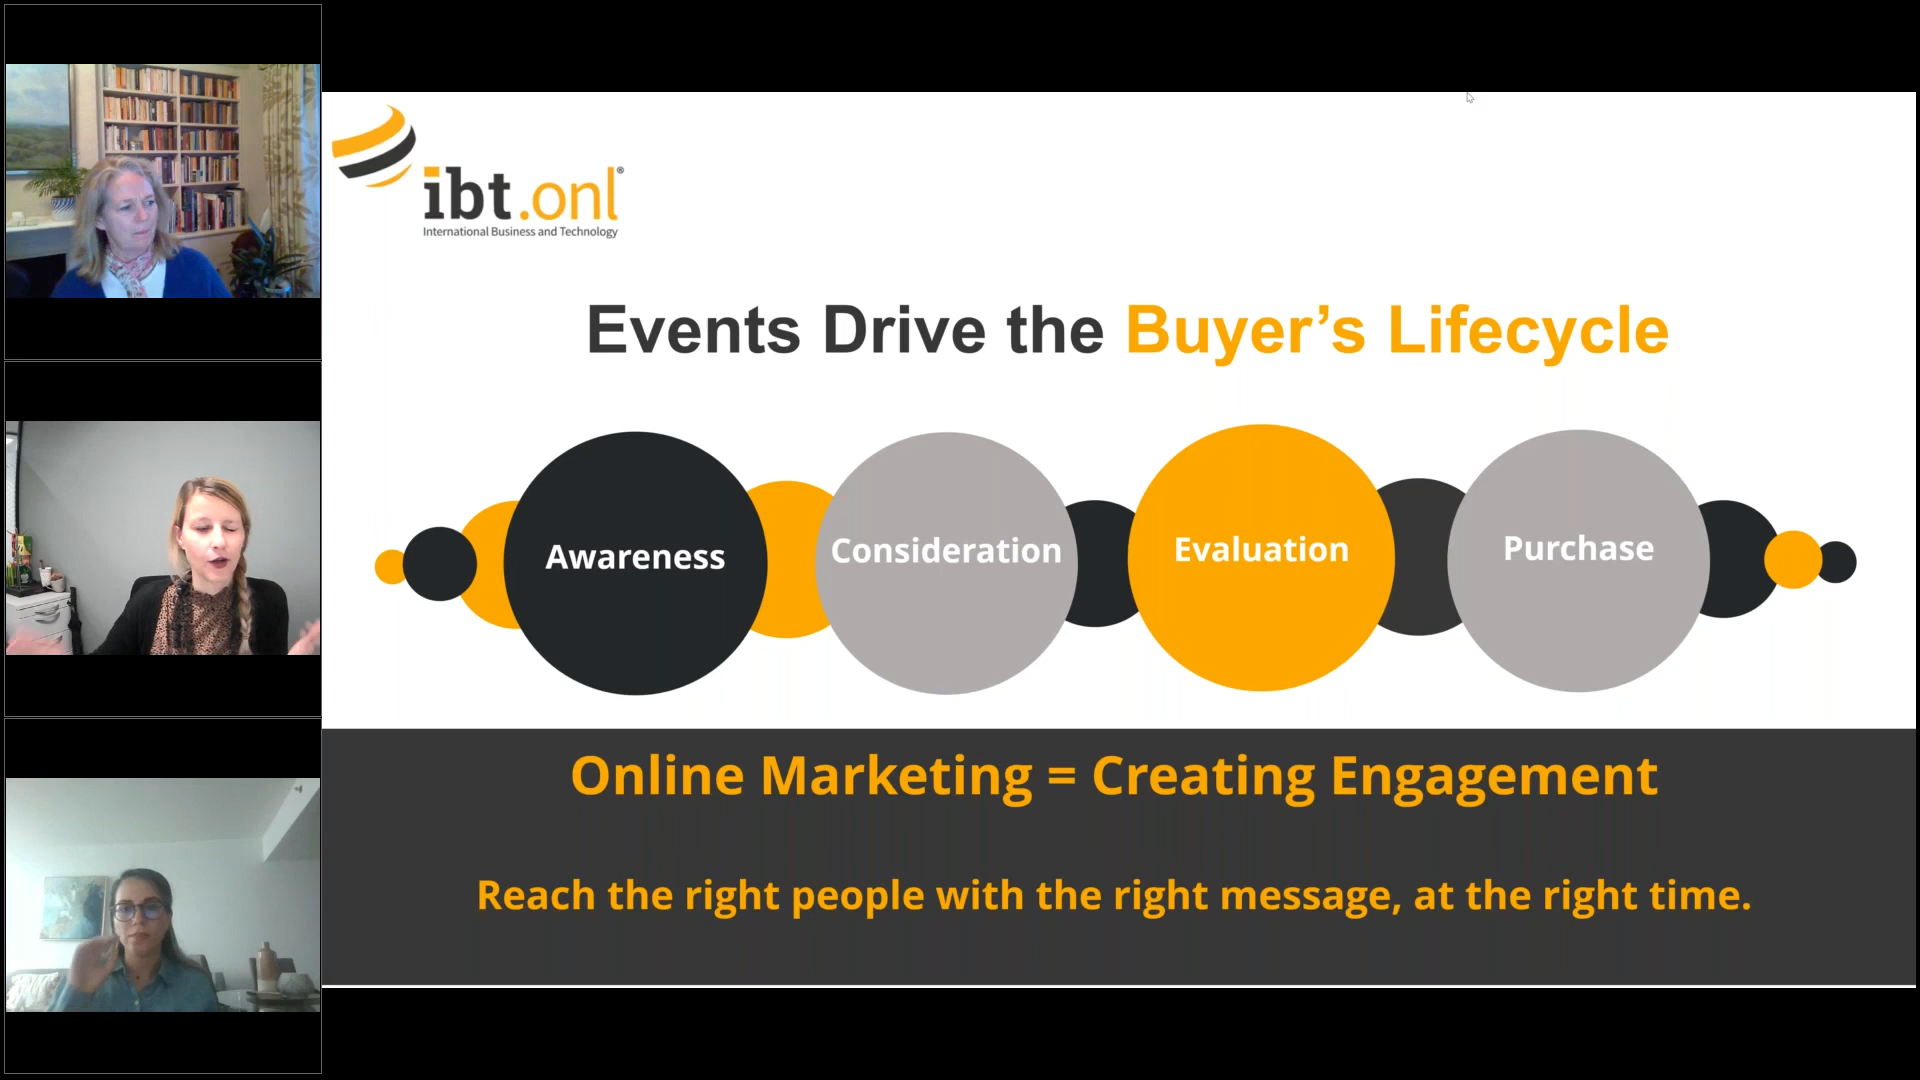 ibt.onl®
International Business and Technology
Events Drive the Buyer’s Lifecycle
Awareness
Consideration
Evaluation
Purchase
Online Marketing = Creating Engagement
Reach the right people with the right message, at the right time.